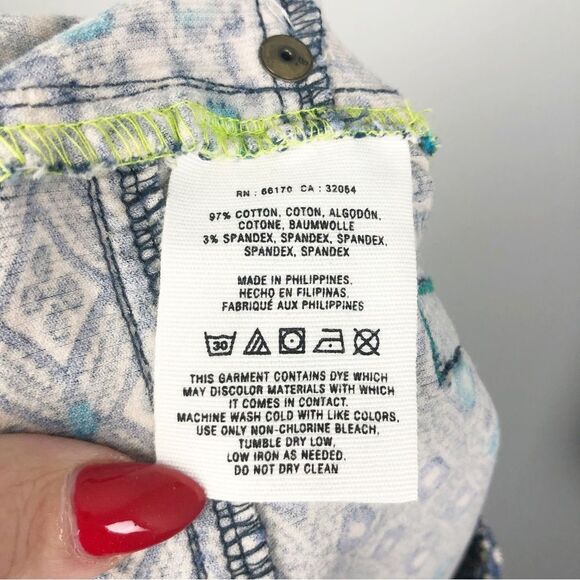 RN : 66170 CA : 32054
97% COTTON, COTON, ALGODÓN,
COTONE, BAUMWOLLE
3% SPANDEX, SPANDEX, SPANDEX,
SPANDEX, SPANDEX
MADE IN PHILIPPINES.
HECHO EN FILIPINAS.
FABRIQUÉ AUX PHILIPPINES
30
THIS GARMENT CONTAINS DYE WHICH
MAY DISCOLOR MATERIALS WITH WHICH
IT COMES IN CONTACT.
MACHINE WASH COLD WITH LIKE COLORS,
USE ONLY NON-CHLORINE BLEACH,
TUMBLE DRY LOW,
LOW IRON AS NEEDED,
DO NOT DRY CLEAN